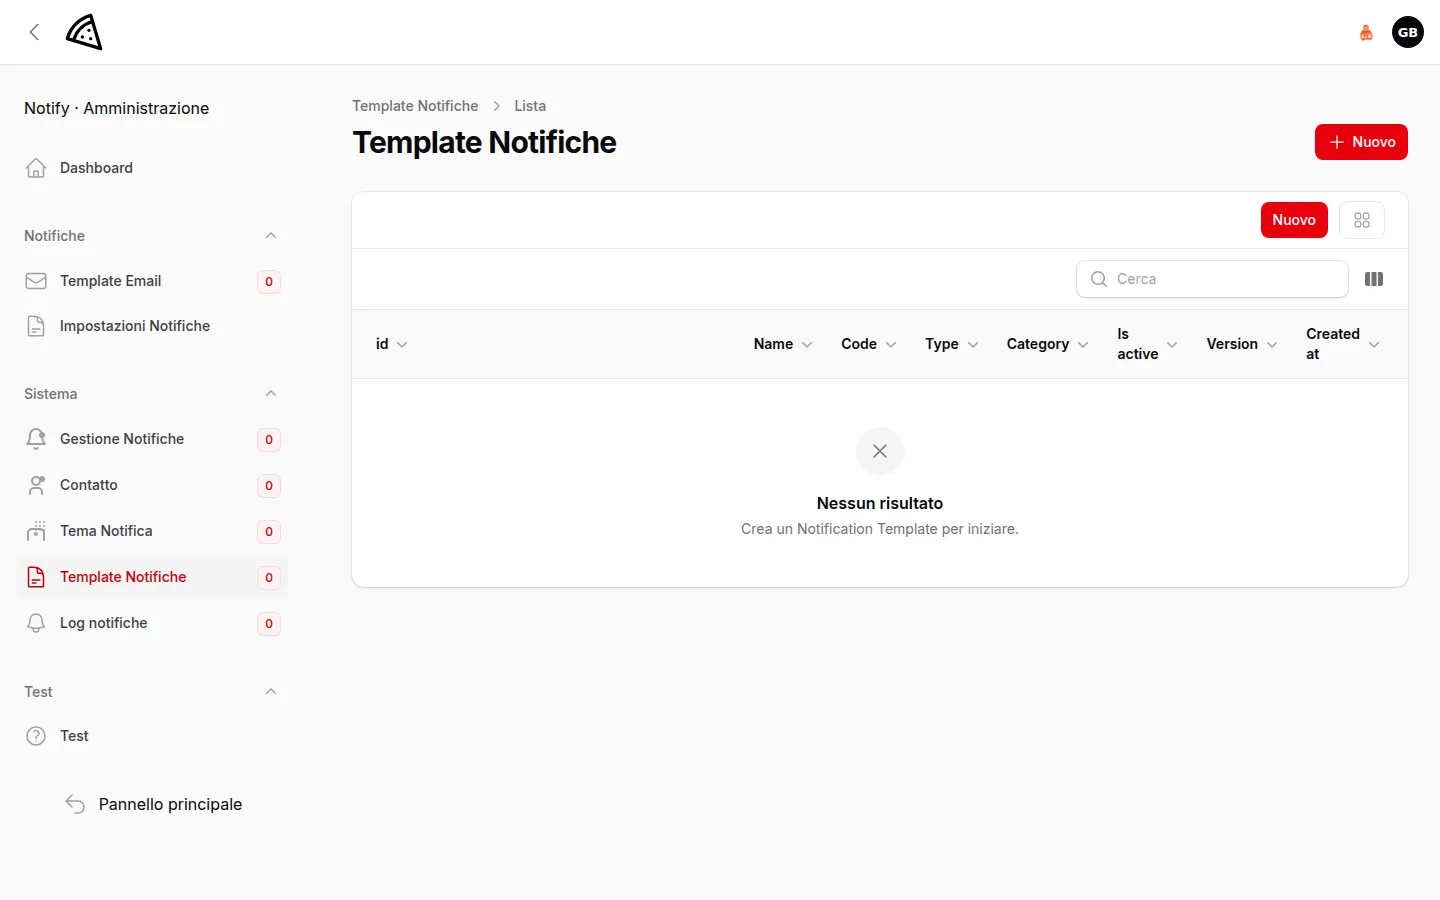 GB
Notify · Amministrazione
Dashboard
Notifiche
Template Email 0
Impostazioni Notifiche
Sistema
Gestione Notifiche 0
Contatto 0
Tema Notifica 0
Template Notifiche 0
Log notifiche 0
Test
Test
Pannello principale
Template Notifiche Lista
Template Notifiche
Nuovo
Nuovo
Cerca
id Name Code Type Category Is active Version Created at
Nessun risultato
Crea un Notification Template per iniziare.